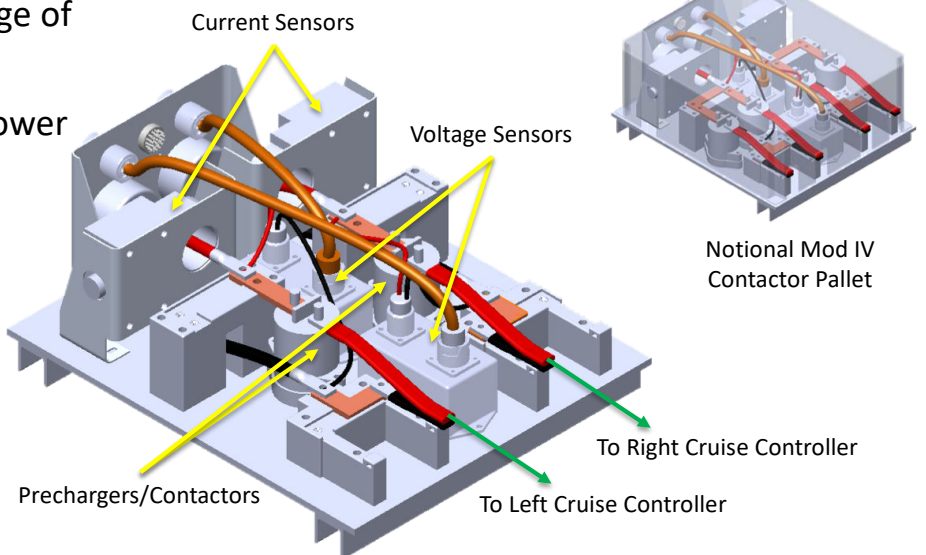 ge of
ower
Current Sensors
Voltage Sensors
Notional Mod IV
Contactor Pallet
To Right Cruise Controller
To Left Cruise Controller
Prechargers/Contactors